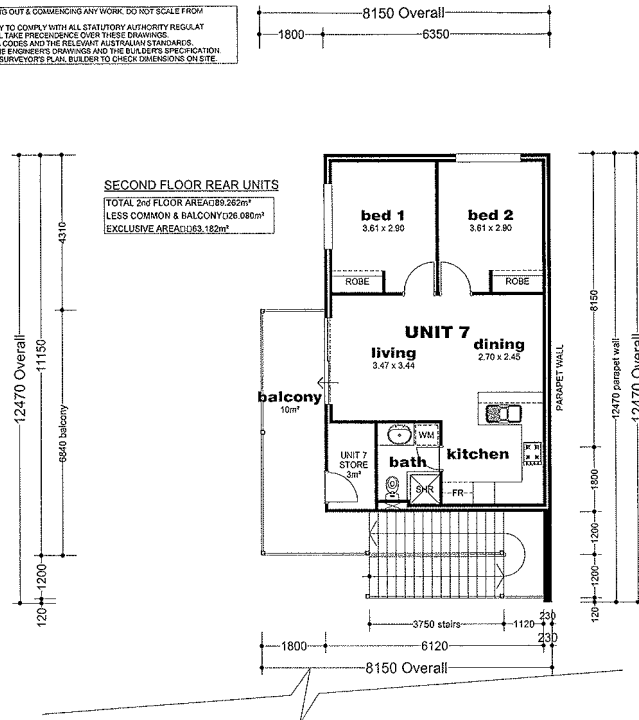 NG OUT & COMMENCING ANY WORK. DO NOT SCALE FROM
Y TO COMPLY WITH ALL STATUTORY AUTHORITY REGULAT
L TAKE PRECEDENCE OVER THESE DRAWINGS.
CODES AND THE RELEVANT AUSTRALIAN STANDARDS.
E ENGINEER'S DRAWINGS AND THE BUILDER'S SPECIFICATION.
SURVEYOR'S PLAN. BUILDER TO CHECK DIMENSIONS ON SITE.
8150 Overall
1800
6350
SECOND FLOOR REAR UNITS
TOTAL 2nd FLOOR AREA□89.262m²
LESS COMMON & BALCONY□26.080m²
EXCLUSIVE AREA□□63.182m²
bed 1
3.61 x 2.90
bed 2
3.61 x 2.90
ROBE
ROBE
UNIT 7
living
3.47 x 3.44
dining
2.70 x 2.45
balcony
10m²
UNIT 7
STORE
3m²
bath
WM
kitchen
SHR
FR
PARAPET WALL
12470 Overall
11150
4310
6840 balcony
1200
120
8150
1800
1200
1200
120
12470 parapet wall
12470 Overall
3750 stairs
1120
230
230
1800
6120
8150 Overall